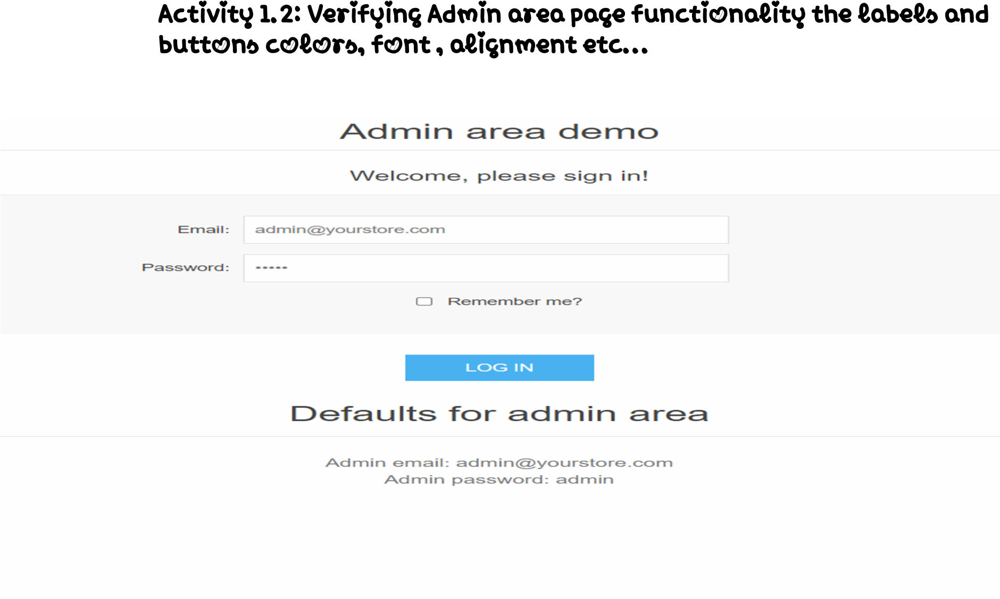 Activity 1.2: Verifying Admin area page functionality the labels and
buttons colors, font , alignment etc...
Admin area demo
Welcome, please sign in!
Email: admin@yourstore.com
Password: •••••
Remember me?
LOG IN
Defaults for admin area
Admin email: admin@yourstore.com
Admin password: admin